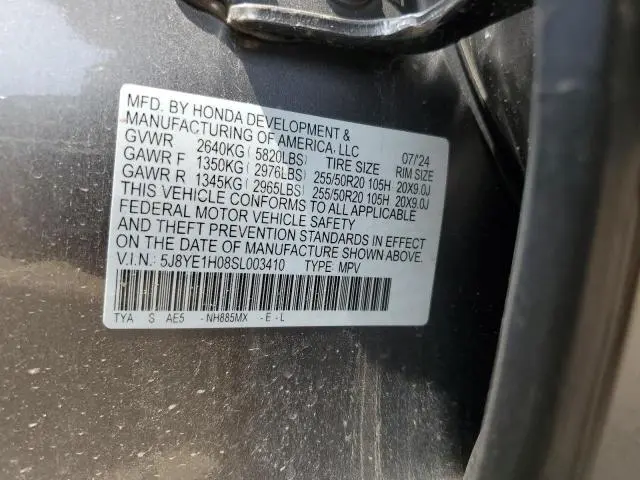 MFD. BY HONDA DEVELOPMENT &
MANUFACTURING OF AMERICA, LLC 07/24
GVWR 2640KG( 5820LBS) TIRE SIZE RIM SIZE
GAWR F 1350KG( 2976LBS) 255/50R20 105H 20X9.0J
GAWR R 1345KG( 2965LBS) 255/50R20 105H 20X9.0J
THIS VEHICLE CONFORMS TO ALL APPLICABLE
FEDERAL MOTOR VEHICLE SAFETY
AND THEFT PREVENTION STANDARDS IN EFFECT
ON THE DATE OF MANUFACTURE SHOWN ABOVE.
V.I.N.: 5J8YE1H08SL003410 TYPE: MPV
TYA S AE5 - NH885MX - E - L